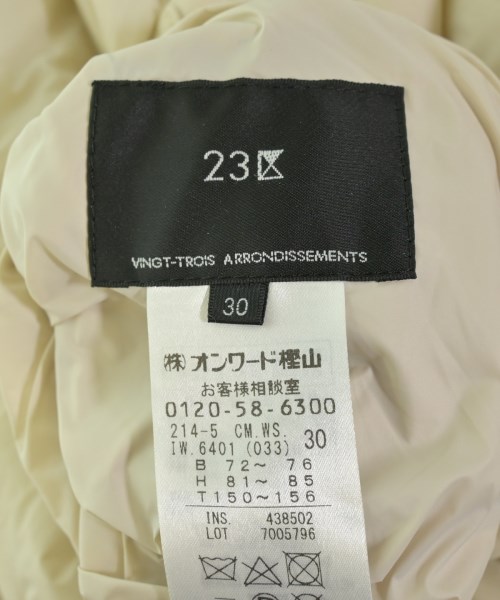 23区
VINGT-TROIS ARRONDISSEMENTS
30
(株)オンワード樫山
お客様相談室
0120-58-6300
214-5 CM.WS. 30
IW.6401 (033)
B 72～ 76
H 81～ 85
T150～156
INS. 438502
LOT 7005796